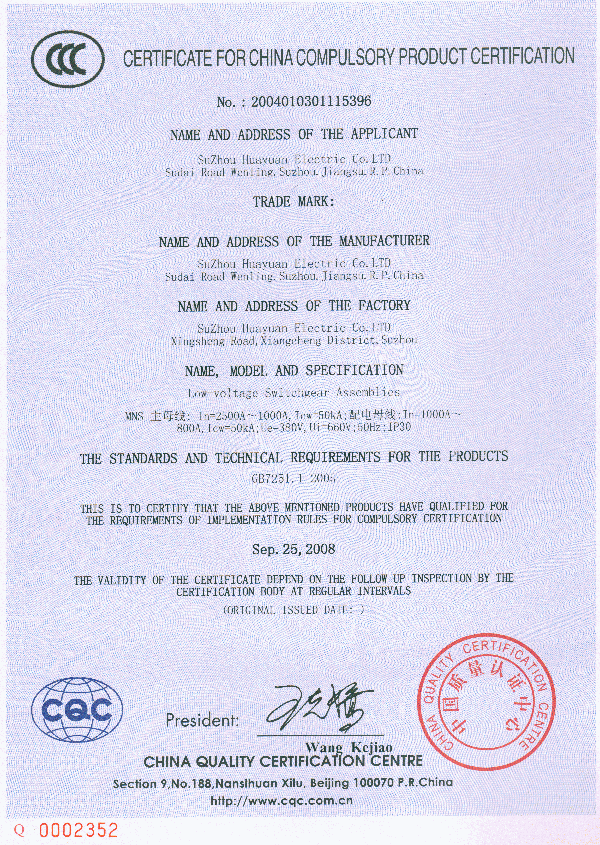 CCC
CERTIFICATE FOR CHINA COMPULSORY PRODUCT CERTIFICATION
No. : 2004010301115396
NAME AND ADDRESS OF THE APPLICANT
SuZhou Huayuan Electric Co.LTD
Sudai Road Wenling, Suzhou, Jiangsu, R.P. China
TRADE MARK:
NAME AND ADDRESS OF THE MANUFACTURER
SuZhou Huayuan Electric Co.LTD
Sudai Road Wenling, Suzhou, Jiangsu, R.P. China
NAME AND ADDRESS OF THE FACTORY
SuZhou Huayuan Electric Co.LTD
Xingsheng Road, Xiangcheng District, Suzhou
NAME, MODEL AND SPECIFICATION
Low voltage Switchgear Assemblies
MNS 主母线: In=2500A~1000A, Icw=50kA;配电母线:In=1000A~
800A, Icw=50kA;Ue=380V, Ui=660V;50Hz;IP30
THE STANDARDS AND TECHNICAL REQUIREMENTS FOR THE PRODUCTS
GB7251.1-2005
THIS IS TO CERTIFY THAT THE ABOVE MENTIONED PRODUCTS HAVE QUALIFIED FOR
THE REQUIREMENTS OF IMPLEMENTATION RULES FOR COMPULSORY CERTIFICATION
Sep. 25, 2008
THE VALIDITY OF THE CERTIFICATE DEPEND ON THE FOLLOW UP INSPECTION BY THE
CERTIFICATION BODY AT REGULAR INTERVALS
(ORIGINAL ISSUED DATE: )
CQC
President:
Wang Kejiao
CHINA QUALITY CERTIFICATION CENTRE
中国质量认证中心
CHINA QUALITY CERTIFICATION CENTRE
Section 9, No.188, Nansihuan Xilu, Beijing 100070 P.R.China
http://www.cqc.com.cn
Q 0002352